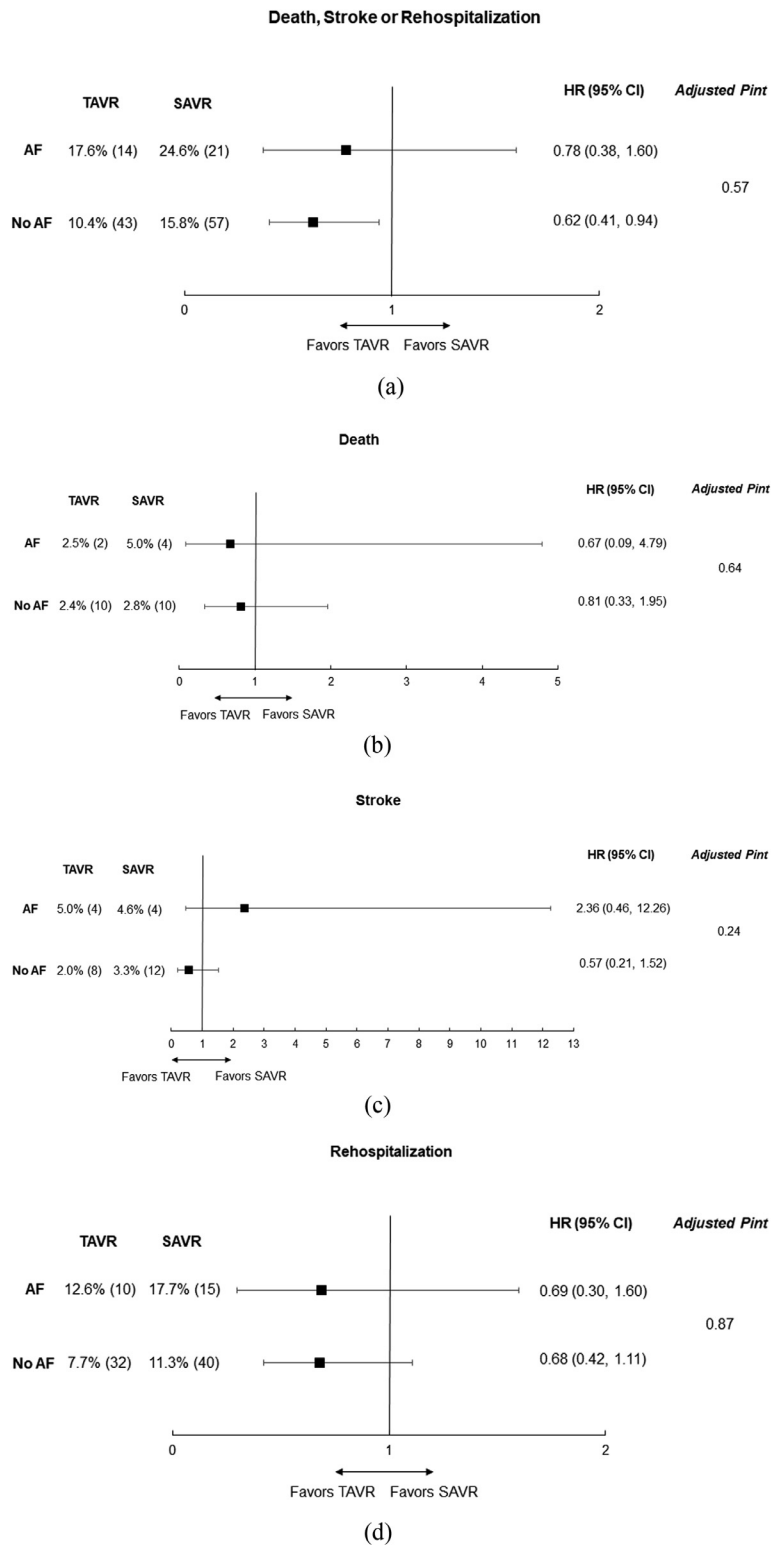 Death, Stroke or Rehospitalization
TAVR SAVR HR (95% CI) Adjusted Pint
AF 17.6% (14) 24.6% (21) 0.78 (0.38, 1.60)
0.57
No AF 10.4% (43) 15.8% (57) 0.62 (0.41, 0.94)
0 1 2
Favors TAVR Favors SAVR
(a)
Death
TAVR SAVR HR (95% CI) Adjusted Pint
AF 2.5% (2) 5.0% (4) 0.67 (0.09, 4.79)
0.64
No AF 2.4% (10) 2.8% (10) 0.81 (0.33, 1.95)
0 1 2 3 4 5
Favors TAVR Favors SAVR
(b)
Stroke
TAVR SAVR HR (95% CI) Adjusted Pint
AF 5.0% (4) 4.6% (4) 2.36 (0.46, 12.26)
0.24
No AF 2.0% (8) 3.3% (12) 0.57 (0.21, 1.52)
0 1 2 3 4 5 6 7 8 9 10 11 12 13
Favors TAVR Favors SAVR
(c)
Rehospitalization
TAVR SAVR HR (95% CI) Adjusted Pint
AF 12.6% (10) 17.7% (15) 0.69 (0.30, 1.60)
0.87
No AF 7.7% (32) 11.3% (40) 0.68 (0.42, 1.11)
0 1 2
Favors TAVR Favors SAVR
(d)